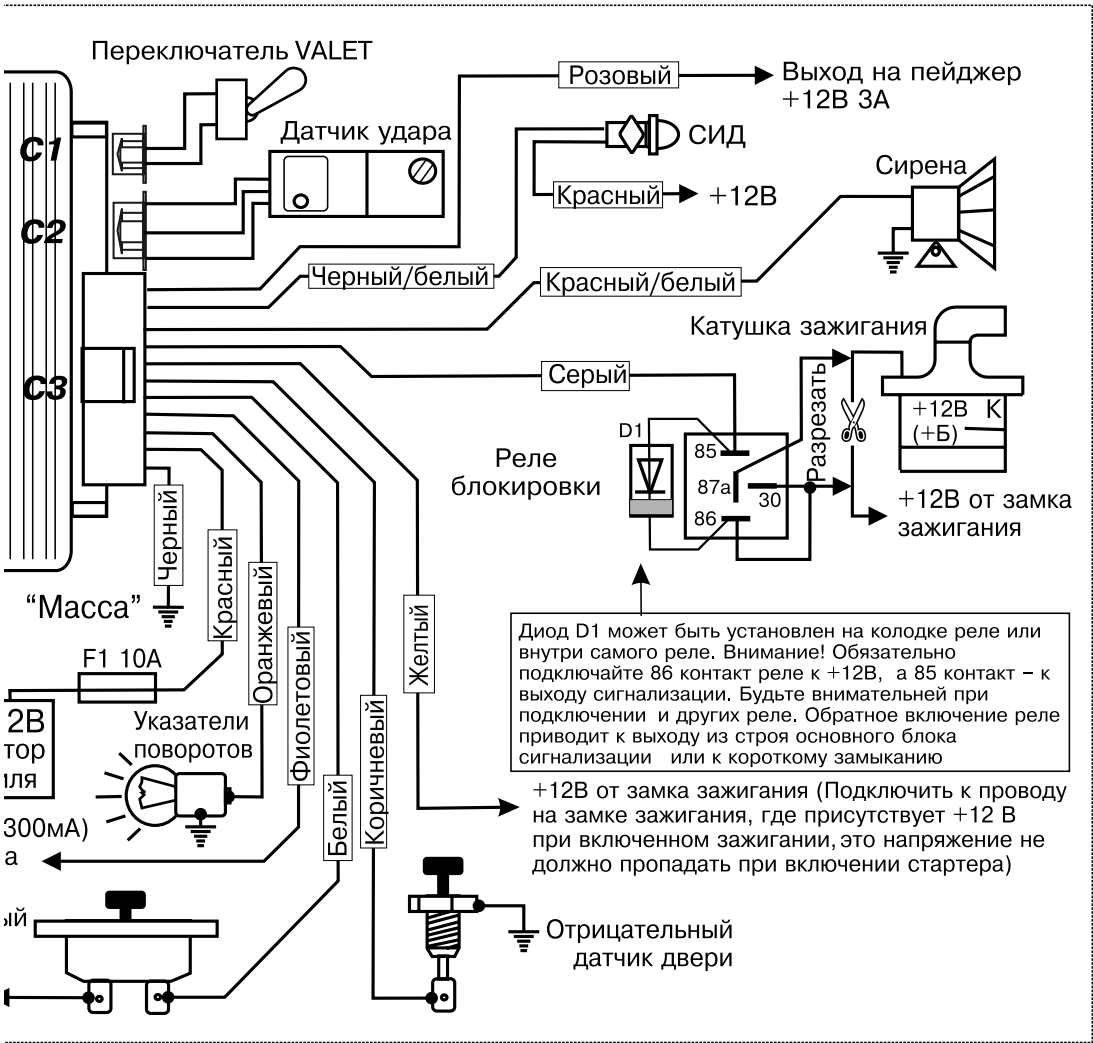 Переключатель VALET
Розовый
Выход на пейджер
+12В 3А
C1
Датчик удара
СИД
Красный
+12В
Сирена
C2
Черный/белый
Красный/белый
Катушка зажигания
C3
Серый
Разрезать
+12В К
(+Б)
D1
85
Реле
блокировки
87а
30
86
+12В от замка
зажигания
Черный
Красный
"Масса"
Оранжевый
Фиолетовый
Желтый
Диод D1 может быть установлен на колодке реле или
внутри самого реле. Внимание! Обязательно
подключайте 86 контакт реле к +12В, а 85 контакт – к
выходу сигнализации. Будьте внимательней при
подключении и других реле. Обратное включение реле
приводит к выходу из строя основного блока
сигнализации или к короткому замыканию
F1 10А
2В
тор
Указатели
поворотов
Белый
Коричневый
+12В от замка зажигания (Подключить к проводу
на замке зажигания, где присутствует +12 В
при включенном зажигании, это напряжение не
должно пропадать при включении стартера)
300мА)
а
ый
Отрицательный
датчик двери